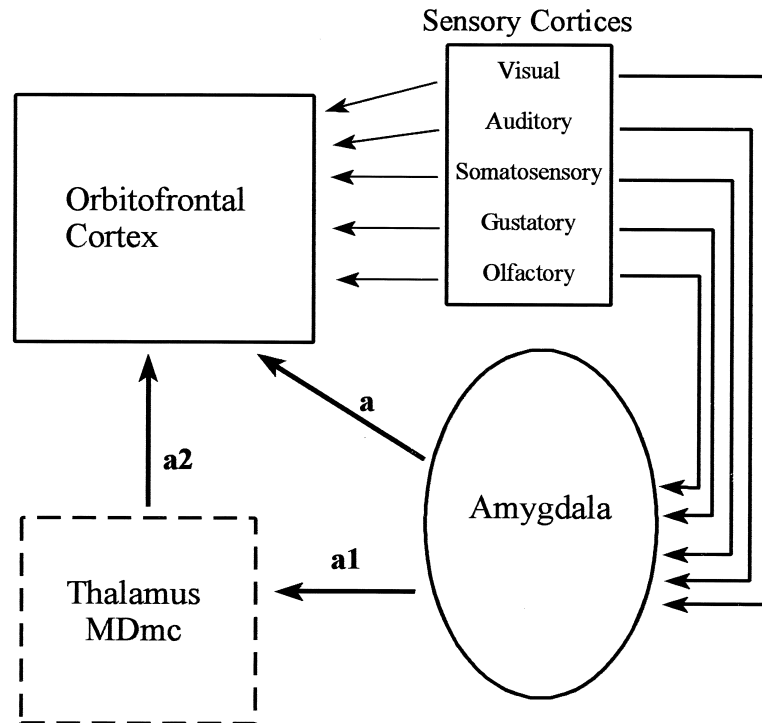 Sensory Cortices
Visual
Auditory
Somatosensory
Gustatory
Olfactory
Orbitofrontal
Cortex
a
a2
Amygdala
a1
Thalamus
MDmc